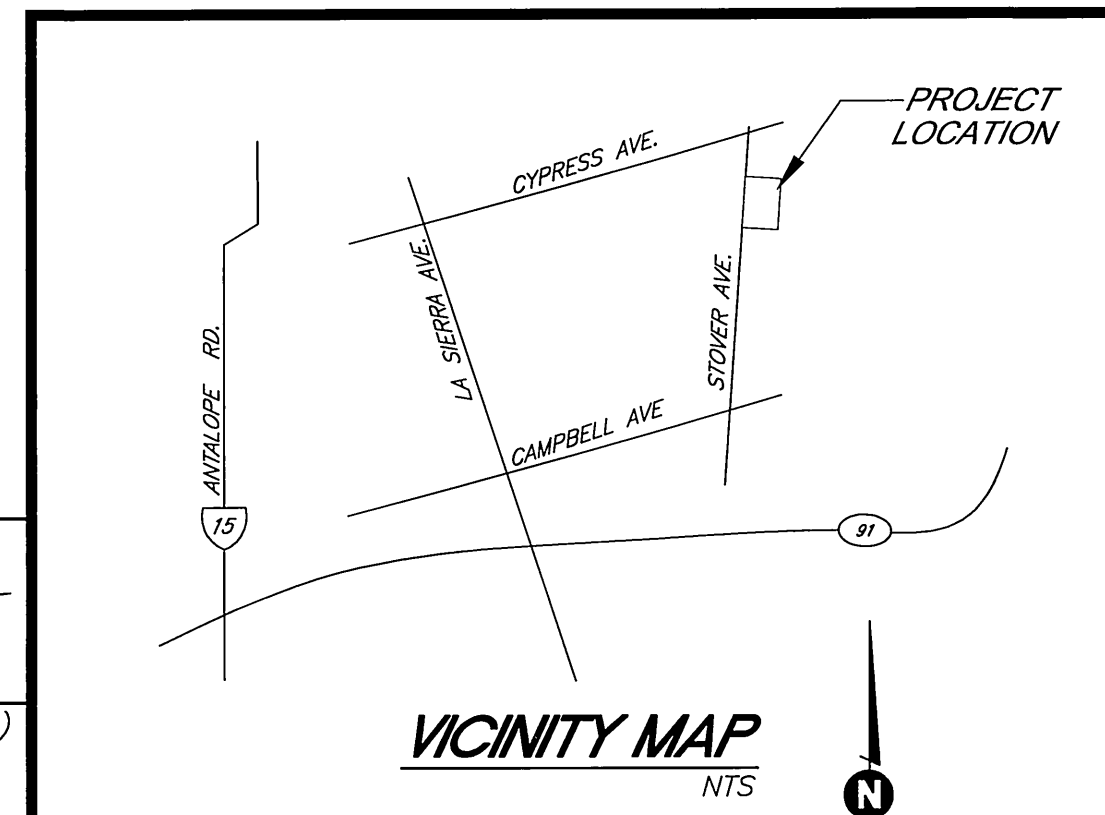 PROJECT
LOCATION
CYPRESS AVE.
LA SIERRA AVE.
STOVER AVE.
ANTALOPE RD.
CAMPBELL AVE
15
91
VICINITY MAP
NTS
N